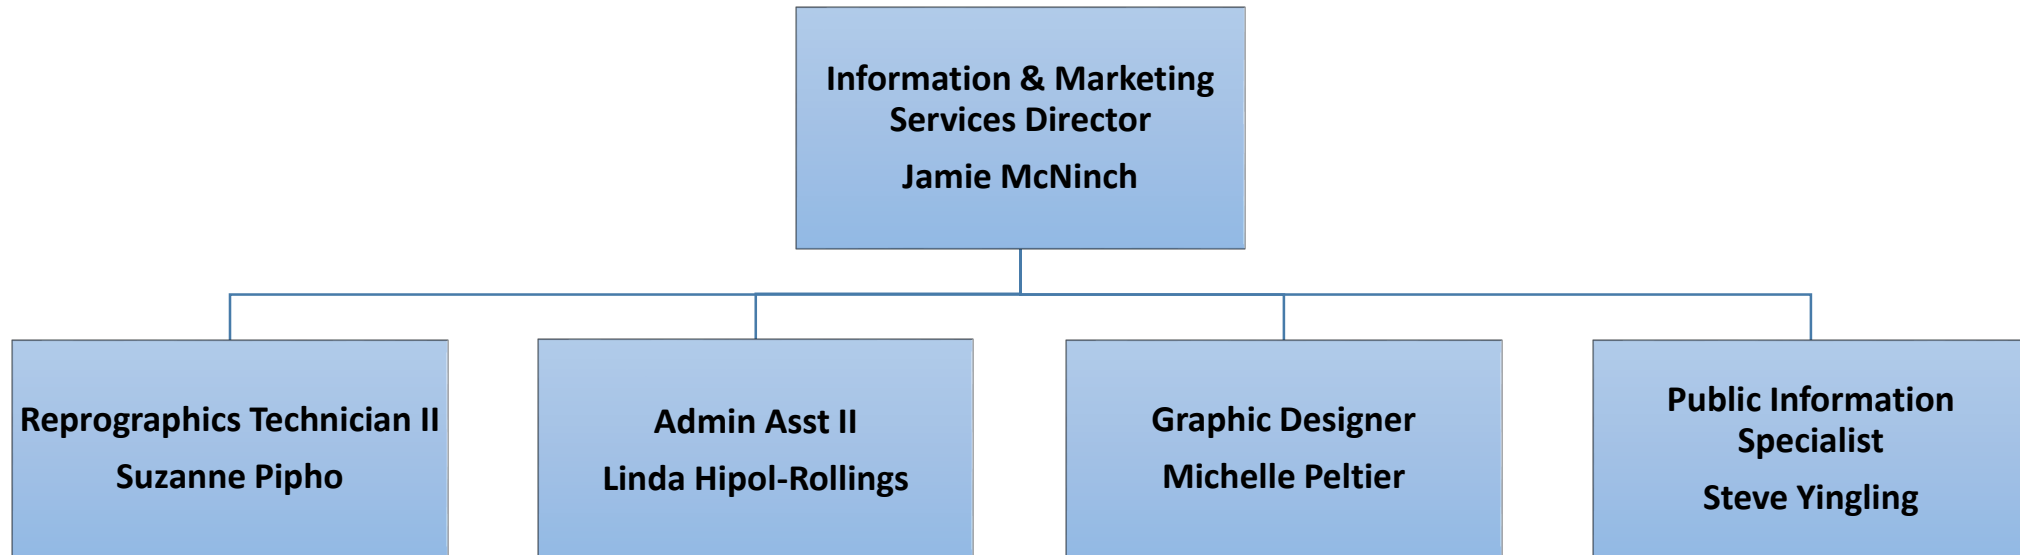 Information & Marketing
Services Director
Jamie McNinch
Reprographics Technician II
Suzanne Pipho
Admin Asst II
Linda Hipol-Rollings
Graphic Designer
Michelle Peltier
Public Information
Specialist
Steve Yingling